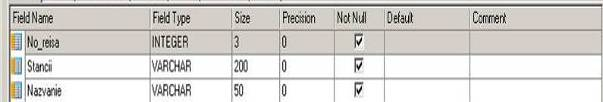 Field Name Field Type Size Precision Not Null Default Comment
No_reisa INTEGER 3 0
Stancii VARCHAR 200 0
Nazvanie VARCHAR 50 0